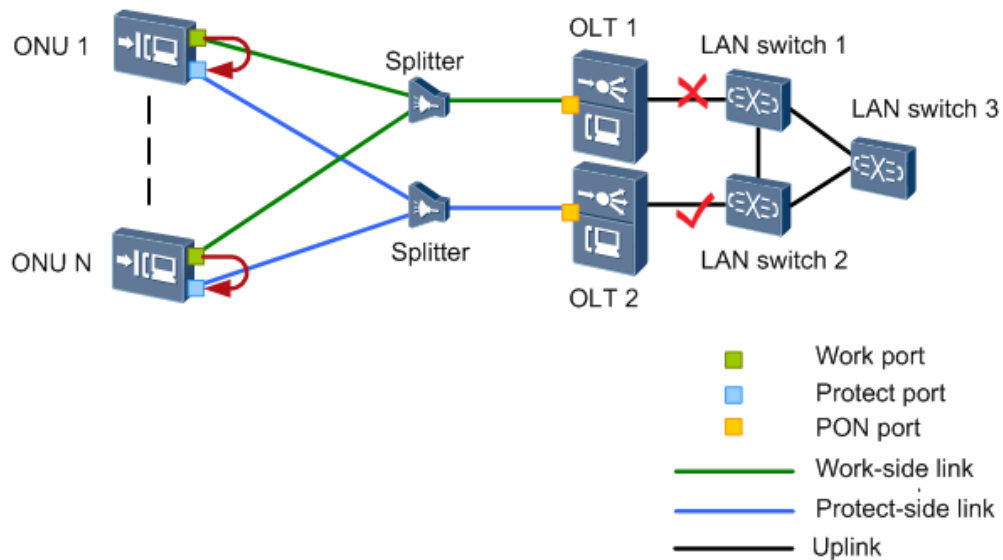 ONU 1
Splitter
OLT 1
LAN switch 1
LAN switch 3
ONU N
Splitter
OLT 2
LAN switch 2
Work port
Protect port
PON port
Work-side link
Protect-side link
Uplink